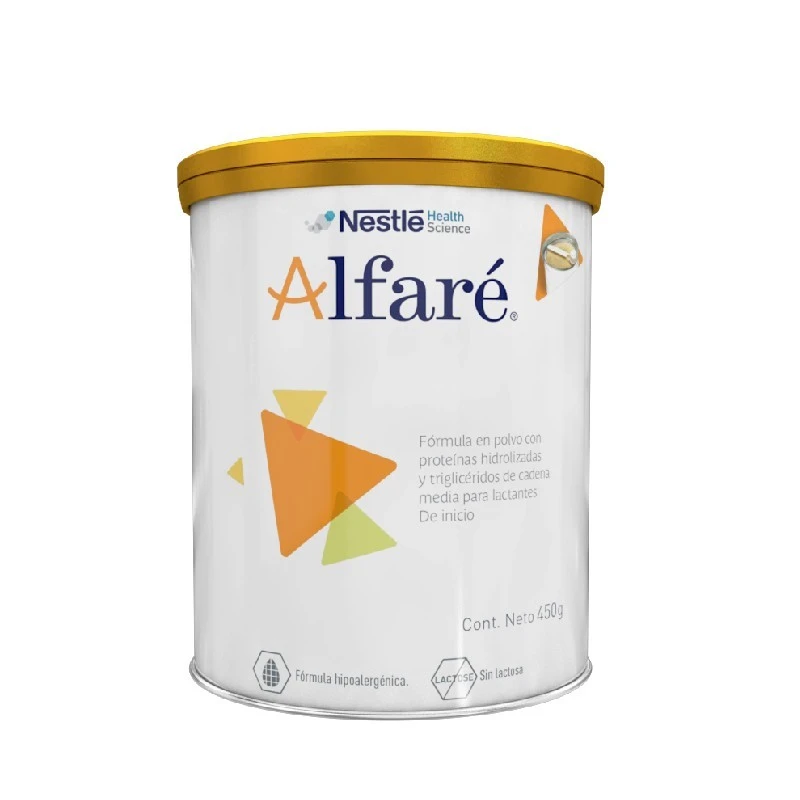 Nestlé Health Science
Alfaré®
Fórmula en polvo con
proteínas hidrolizadas
y triglicéridos de cadena
media para lactantes
De inicio
Cont. Neto 450g
Fórmula hipoalergénica.
LACTOSE
Sin lactosa